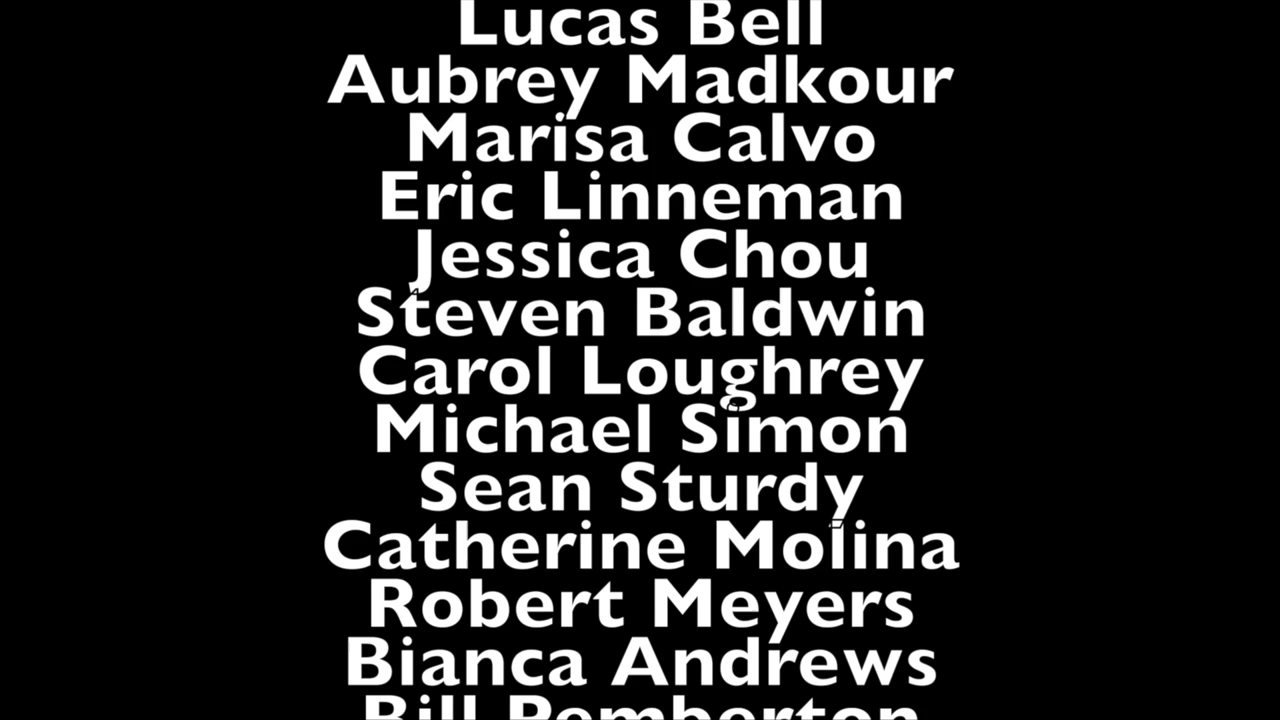 Lucas Bell
Aubrey Madkour
Marisa Calvo
Eric Linneman
Jessica Chou
Steven Baldwin
Carol Loughrey
Michael Simon
Sean Sturdy
Catherine Molina
Robert Meyers
Bianca Andrews
Bill Pemberton